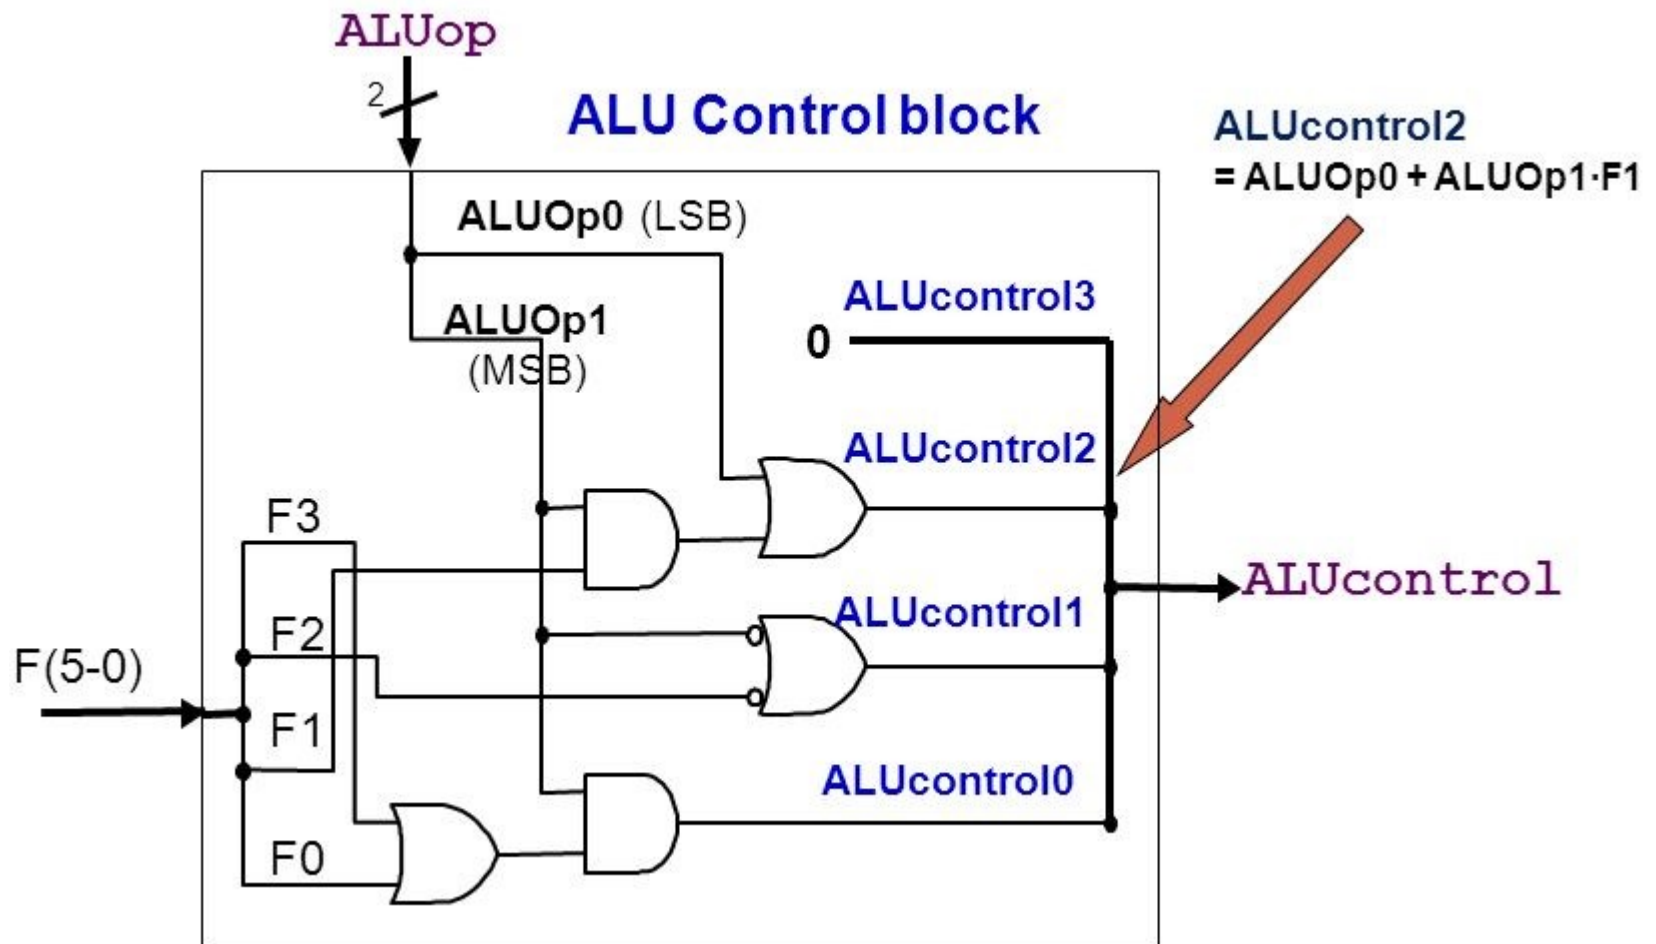 ALUop
2
ALU Control block
ALUcontrol2
= ALUOp0 + ALUOp1·F1
ALUOp0 (LSB)
ALUcontrol3
ALUOp1
(MSB)
0
ALUcontrol2
F3
ALUcontrol
ALUcontrol1
F2
F(5-0)
F1
ALUcontrol0
F0